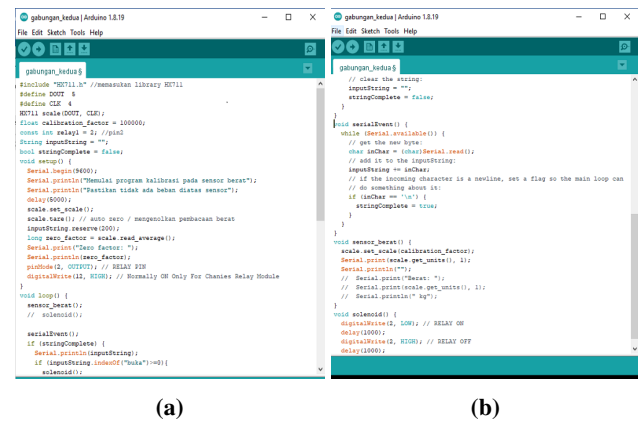 gabungan_kedua | Arduino 1.8.19
File Edit Sketch Tools Help
gabungan_kedua §
#include "HX711.h" //memasukan library HX711
#define DOUT  5
#define CLK  4
HX711 scale(DOUT, CLK);
float calibration_factor = 100000;
const int relay1 = 2; //pin2
String inputString = "";
bool stringComplete = false;
void setup() {
  Serial.begin(9600);
  Serial.println("Memulai program kalibrasi pada sensor berat");
  Serial.println("Pastikan tidak ada beban diatas sensor");
  delay(5000);
  scale.set_scale();
  scale.tare(); // auto zero / mengenolkan pembacaan berat
  inputString.reserve(200);
  long zero_factor = scale.read_average();
  Serial.print("Zero factor: ");
  Serial.println(zero_factor);
  pinMode(2, OUTPUT); // RELAY PIN
  digitalWrite(12, HIGH); // Normally ON Only For Chanies Relay Module
}
void loop() {
  sensor_berat();
  //  solenoid();
  serialEvent();
  if (stringComplete) {
    Serial.println(inputString);
    if (inputString.indexOf("buka")>=0){
      solenoid();
(a)
gabungan_kedua | Arduino 1.8.19
File Edit Sketch Tools Help
gabungan_kedua §
    // clear the string:
    inputString = "";
    stringComplete = false;
  }
}
void serialEvent() {
  while (Serial.available()) {
    // get the new byte:
    char inChar = (char)Serial.read();
    // add it to the inputString:
    inputString += inChar;
    // if the incoming character is a newline, set a flag so the main loop can
    // do something about it:
    if (inChar == '\n') {
      stringComplete = true;
    }
  }
}
void sensor_berat() {
  scale.set_scale(calibration_factor);
  Serial.print(scale.get_units(), 1);
  Serial.println("");
  //  Serial.print("Berat: ");
  //  Serial.print(scale.get_units(), 1);
  //  Serial.println(" kg");
}
void solenoid() {
  digitalWrite(2, LOW); // RELAY ON
  delay(1000);
  digitalWrite(2, HIGH); // RELAY OFF
  delay(1000);
(b)